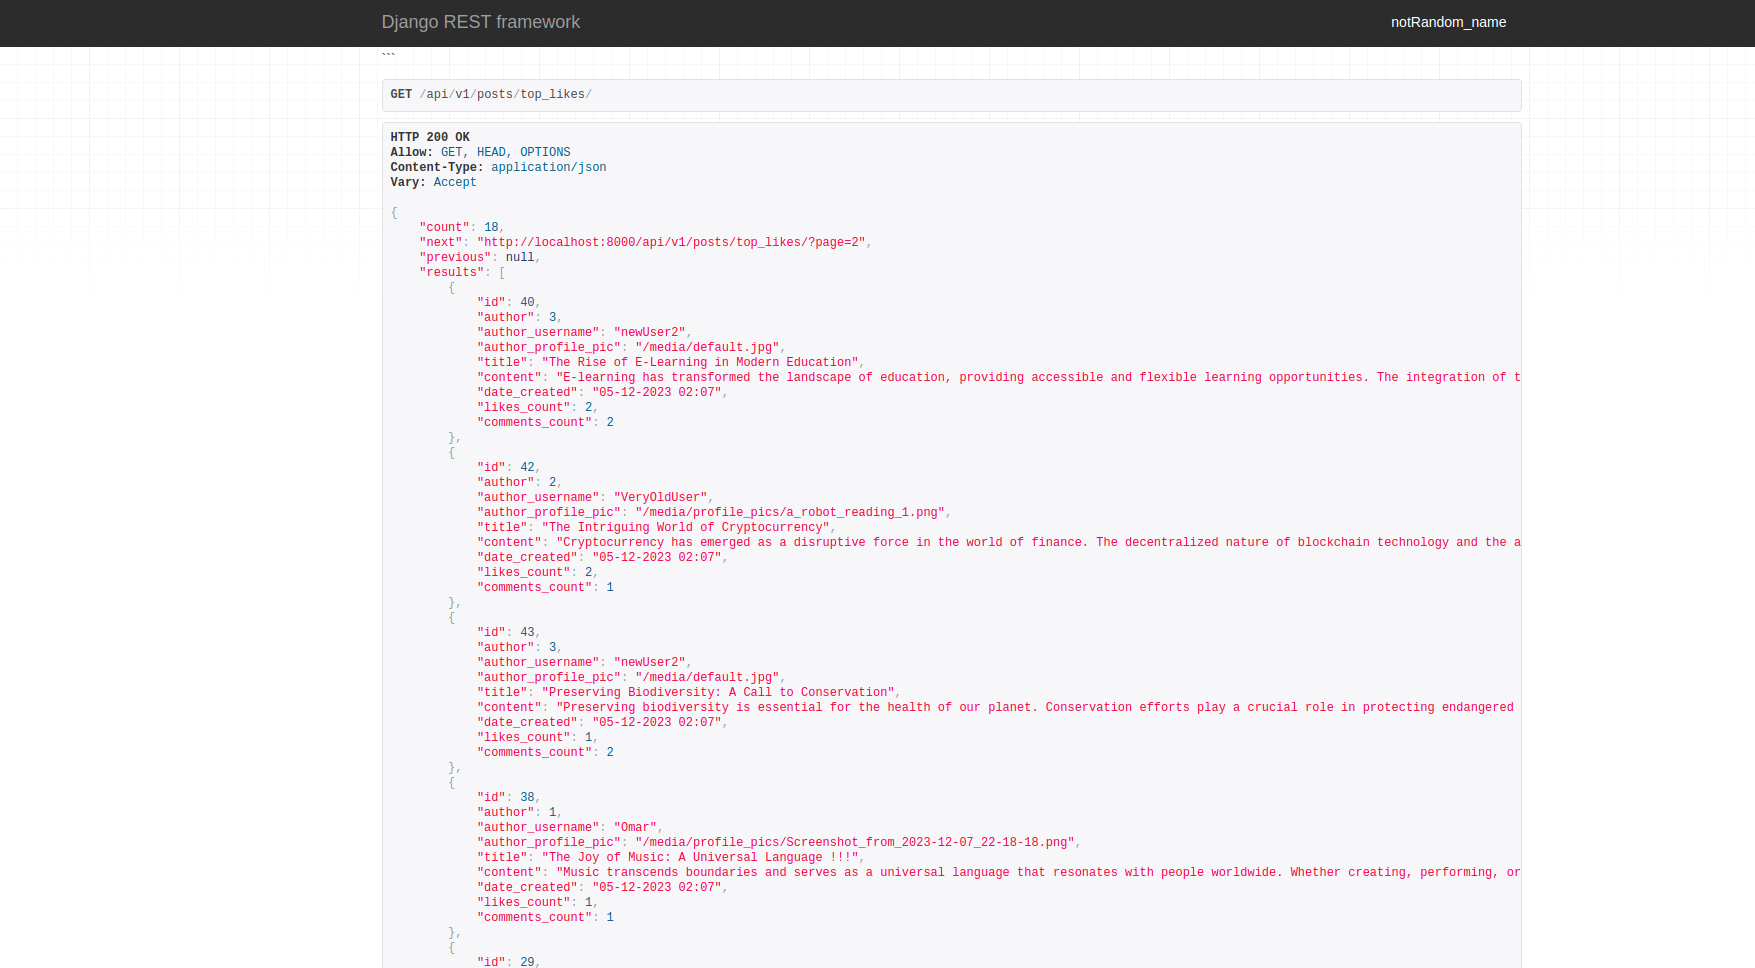 Django REST framework notRandom_name
```
GET /api/v1/posts/top_likes/
HTTP 200 OK
Allow: GET, HEAD, OPTIONS
Content-Type: application/json
Vary: Accept
{
    "count": 18,
    "next": "http://localhost:8000/api/v1/posts/top_likes/?page=2",
    "previous": null,
    "results": [
        {
            "id": 40,
            "author": 3,
            "author_username": "newUser2",
            "author_profile_pic": "/media/default.jpg",
            "title": "The Rise of E-Learning in Modern Education",
            "content": "E-learning has transformed the landscape of education, providing accessible and flexible learning opportunities. The integration of t
            "date_created": "05-12-2023 02:07",
            "likes_count": 2,
            "comments_count": 2
        },
        {
            "id": 42,
            "author": 2,
            "author_username": "VeryOldUser",
            "author_profile_pic": "/media/profile_pics/a_robot_reading_1.png",
            "title": "The Intriguing World of Cryptocurrency",
            "content": "Cryptocurrency has emerged as a disruptive force in the world of finance. The decentralized nature of blockchain technology and the a
            "date_created": "05-12-2023 02:07",
            "likes_count": 2,
            "comments_count": 1
        },
        {
            "id": 43,
            "author": 3,
            "author_username": "newUser2",
            "author_profile_pic": "/media/default.jpg",
            "title": "Preserving Biodiversity: A Call to Conservation",
            "content": "Preserving biodiversity is essential for the health of our planet. Conservation efforts play a crucial role in protecting endangered
            "date_created": "05-12-2023 02:07",
            "likes_count": 1,
            "comments_count": 2
        },
        {
            "id": 38,
            "author": 1,
            "author_username": "Omar",
            "author_profile_pic": "/media/profile_pics/Screenshot_from_2023-12-07_22-18-18.png",
            "title": "The Joy of Music: A Universal Language !!!",
            "content": "Music transcends boundaries and serves as a universal language that resonates with people worldwide. Whether creating, performing, or
            "date_created": "05-12-2023 02:07",
            "likes_count": 1,
            "comments_count": 1
        },
        {
            "id": 29,